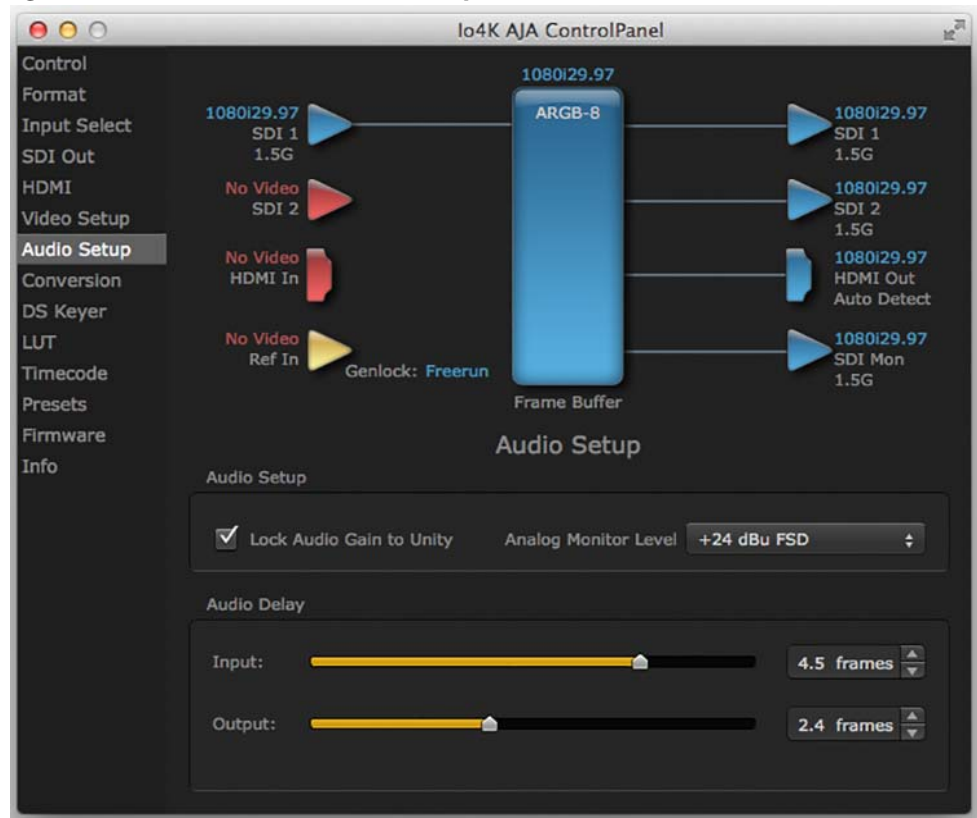 Io4K AJA ControlPanel
Control
Format
Input Select
SDI Out
HDMI
Video Setup
Audio Setup
Conversion
DS Keyer
LUT
Timecode
Presets
Firmware
Info
1080i29.97
SDI 1
1.5G
No Video
SDI 2
No Video
HDMI In
No Video
Ref In
Genlock: Freerun
1080i29.97
ARGB-8
Frame Buffer
1080i29.97
SDI 1
1.5G
1080i29.97
SDI 2
1.5G
1080i29.97
HDMI Out
Auto Detect
1080i29.97
SDI Mon
1.5G
Audio Setup
Audio Setup
Lock Audio Gain to Unity
Analog Monitor Level +24 dBu FSD
Audio Delay
Input: 4.5 frames
Output: 2.4 frames